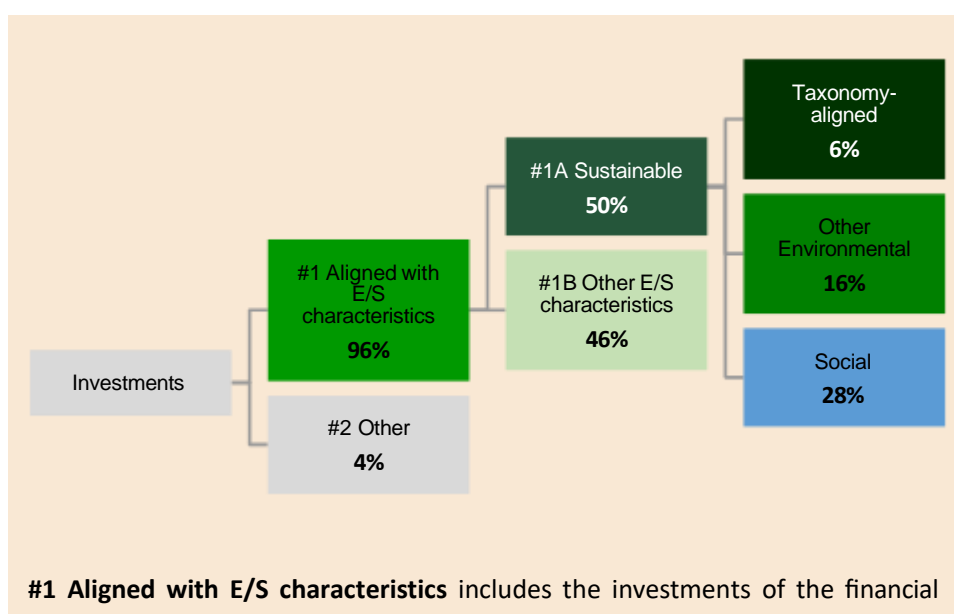 Investments
#1 Aligned with
E/S
characteristics
96%
#2 Other
4%
#1A Sustainable
50%
#1B Other E/S
characteristics
46%
Taxonomy-
aligned
6%
Other
Environmental
16%
Social
28%
#1 Aligned with E/S characteristics includes the investments of the financial